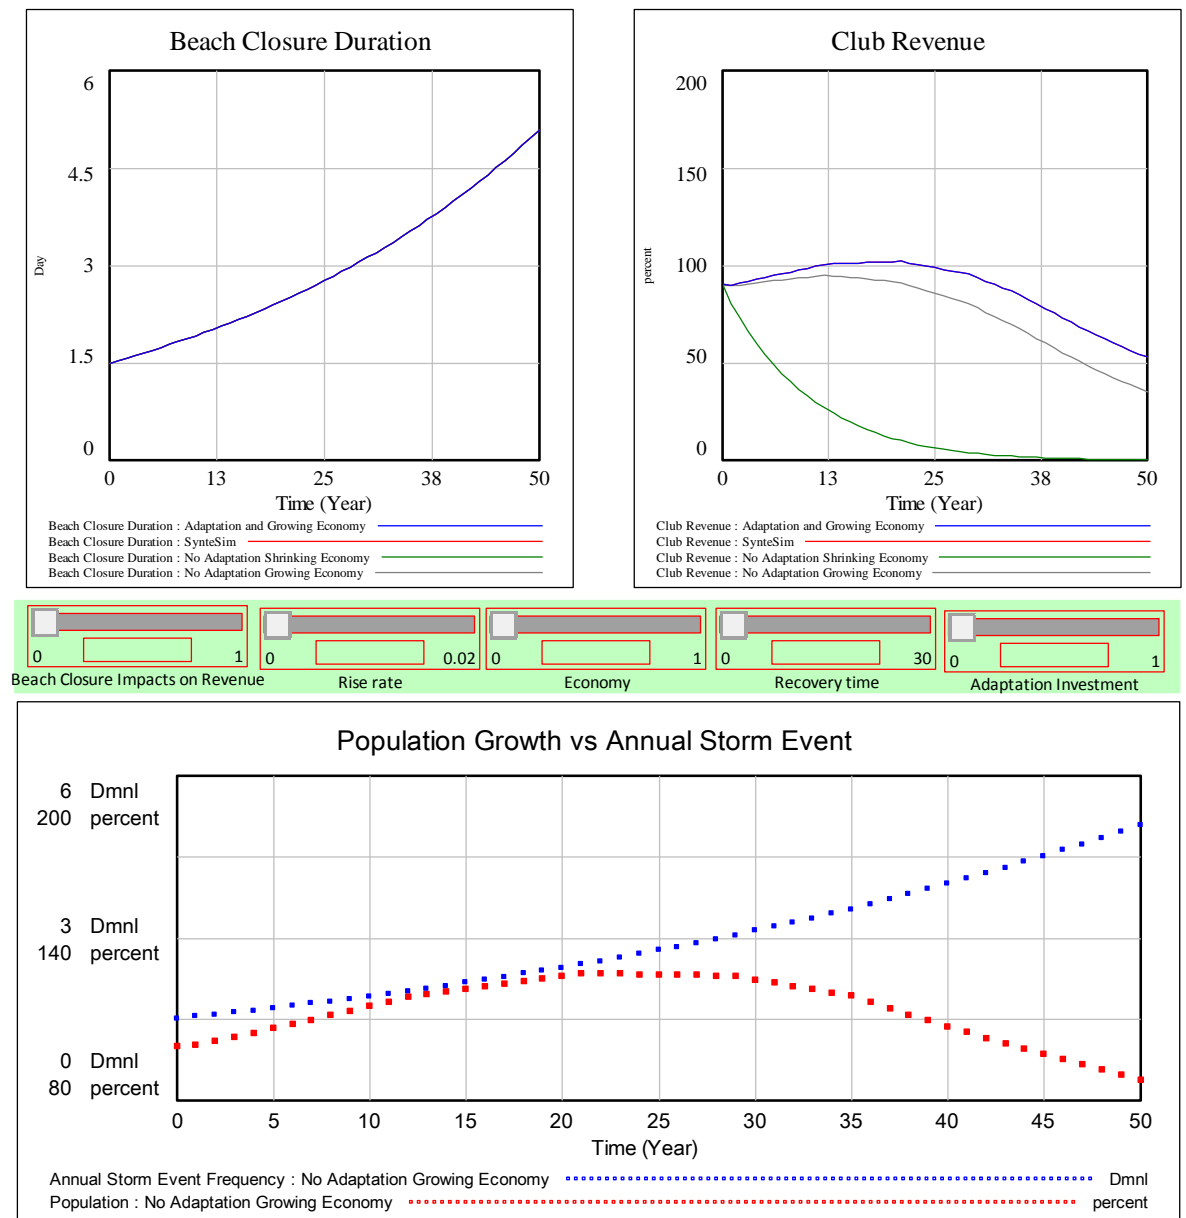 Beach Closure Duration
6
4.5
3
1.5
0
Day
0 13 25 38 50
Time (Year)
Beach Closure Duration : Adaptation and Growing Economy
Beach Closure Duration : SynteSim
Beach Closure Duration : No Adaptation Shrinking Economy
Beach Closure Duration : No Adaptation Growing Economy
Club Revenue
200
150
100
50
0
percent
0 13 25 38 50
Time (Year)
Club Revenue : Adaptation and Growing Economy
Club Revenue : SynteSim
Club Revenue : No Adaptation Shrinking Economy
Club Revenue : No Adaptation Growing Economy
0 1
Beach Closure Impacts on Revenue
0 0.02
Rise rate
0 1
Economy
0 30
Recovery time
0 1
Adaptation Investment
Population Growth vs Annual Storm Event
6 Dmnl
200 percent
3 Dmnl
140 percent
0 Dmnl
80 percent
0 5 10 15 20 25 30 35 40 45 50
Time (Year)
Annual Storm Event Frequency : No Adaptation Growing Economy Dmnl
Population : No Adaptation Growing Economy percent